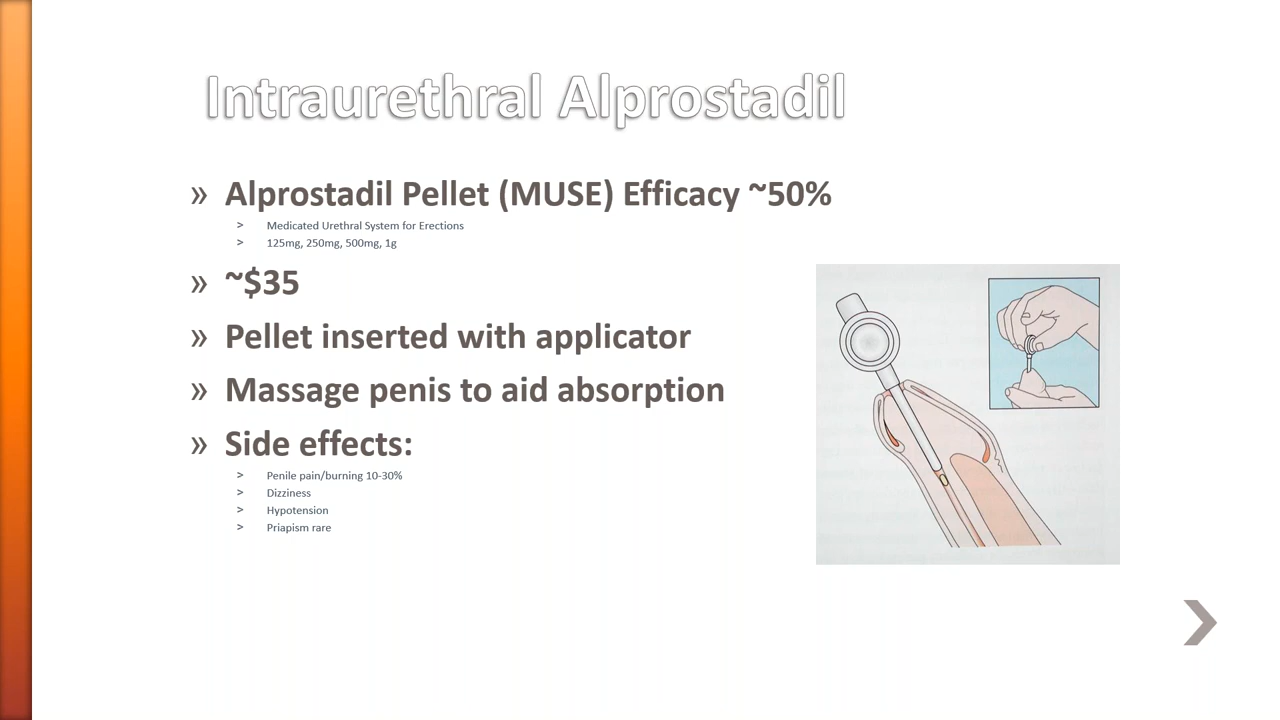 Intraurethral Alprostadil
» Alprostadil Pellet (MUSE) Efficacy ~50%
> Medicated Urethral System for Erections
> 125mg, 250mg, 500mg, 1g
» ~$35
» Pellet inserted with applicator
» Massage penis to aid absorption
» Side effects:
> Penile pain/burning 10-30%
> Dizziness
> Hypotension
> Priapism rare